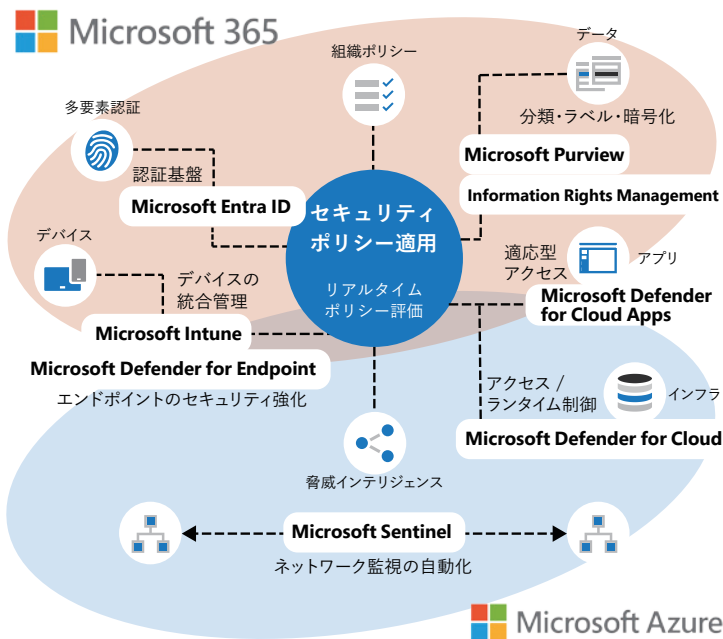 Microsoft 365
組織ポリシー
データ
分類・ラベル・暗号化
多要素認証
認証基盤
Microsoft Purview
Microsoft Entra ID
Information Rights Management
セキュリティ
ポリシー適用
リアルタイム
ポリシー評価
デバイス
デバイスの
統合管理
適応型
アクセス
アプリ
Microsoft Intune
Microsoft Defender
for Cloud Apps
Microsoft Defender for Endpoint
エンドポイントのセキュリティ強化
アクセス /
ランタイム制御
インフラ
Microsoft Defender for Cloud
脅威インテリジェンス
Microsoft Sentinel
ネットワーク監視の自動化
Microsoft Azure